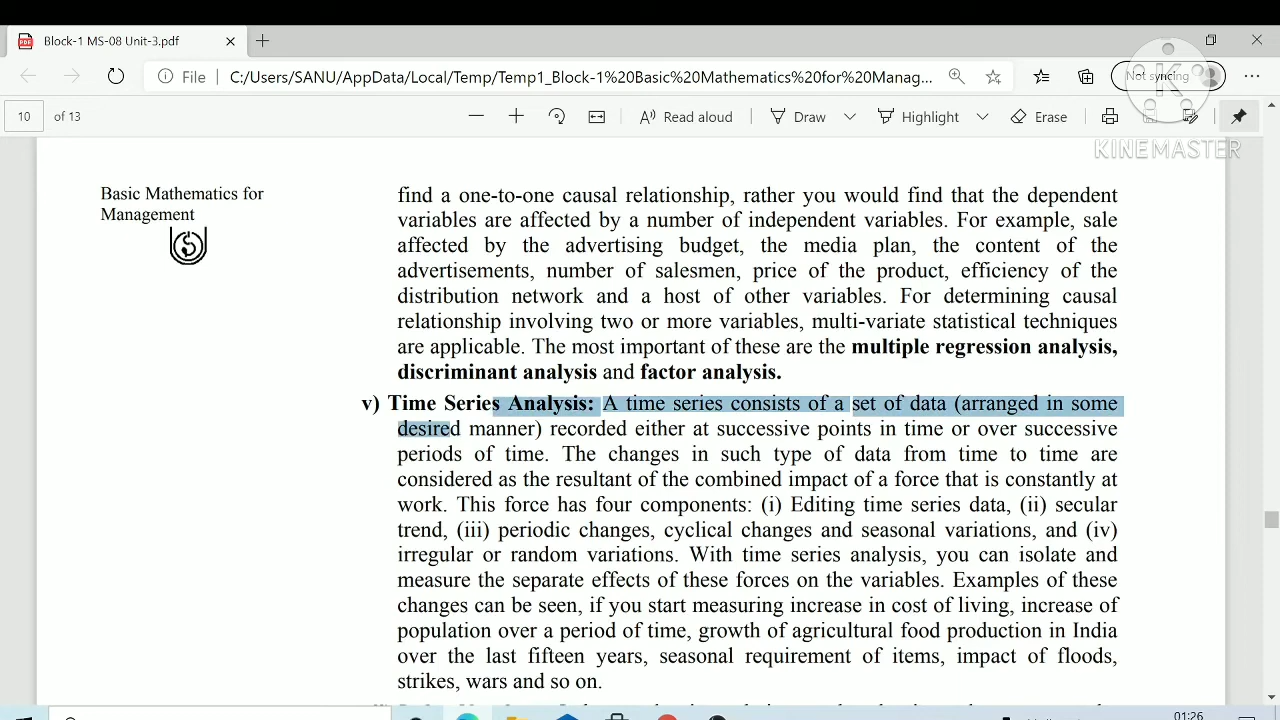 Block-1 MS-08 Unit-3.pdf
File
C:/Users/SANU/AppData/Local/Temp/Temp1_Block-1%20Basic%20Mathematics%20for%20Manag...
Not syncing
10 of 13
Read aloud
Draw
Highlight
Erase
K
KINEMASTER
Basic Mathematics for
Management
find a one-to-one causal relationship, rather you would find that the dependent
variables are affected by a number of independent variables. For example, sale
affected by the advertising budget, the media plan, the content of the
advertisements, number of salesmen, price of the product, efficiency of the
distribution network and a host of other variables. For determining causal
relationship involving two or more variables, multi-variate statistical techniques
are applicable. The most important of these are the multiple regression analysis,
discriminant analysis and factor analysis.
v) Time Series Analysis: A time series consists of a set of data (arranged in some
desired manner) recorded either at successive points in time or over successive
periods of time. The changes in such type of data from time to time are
considered as the resultant of the combined impact of a force that is constantly at
work. This force has four components: (i) Editing time series data, (ii) secular
trend, (iii) periodic changes, cyclical changes and seasonal variations, and (iv)
irregular or random variations. With time series analysis, you can isolate and
measure the separate effects of these forces on the variables. Examples of these
changes can be seen, if you start measuring increase in cost of living, increase of
population over a period of time, growth of agricultural food production in India
over the last fifteen years, seasonal requirement of items, impact of floods,
strikes, wars and so on.
01:26